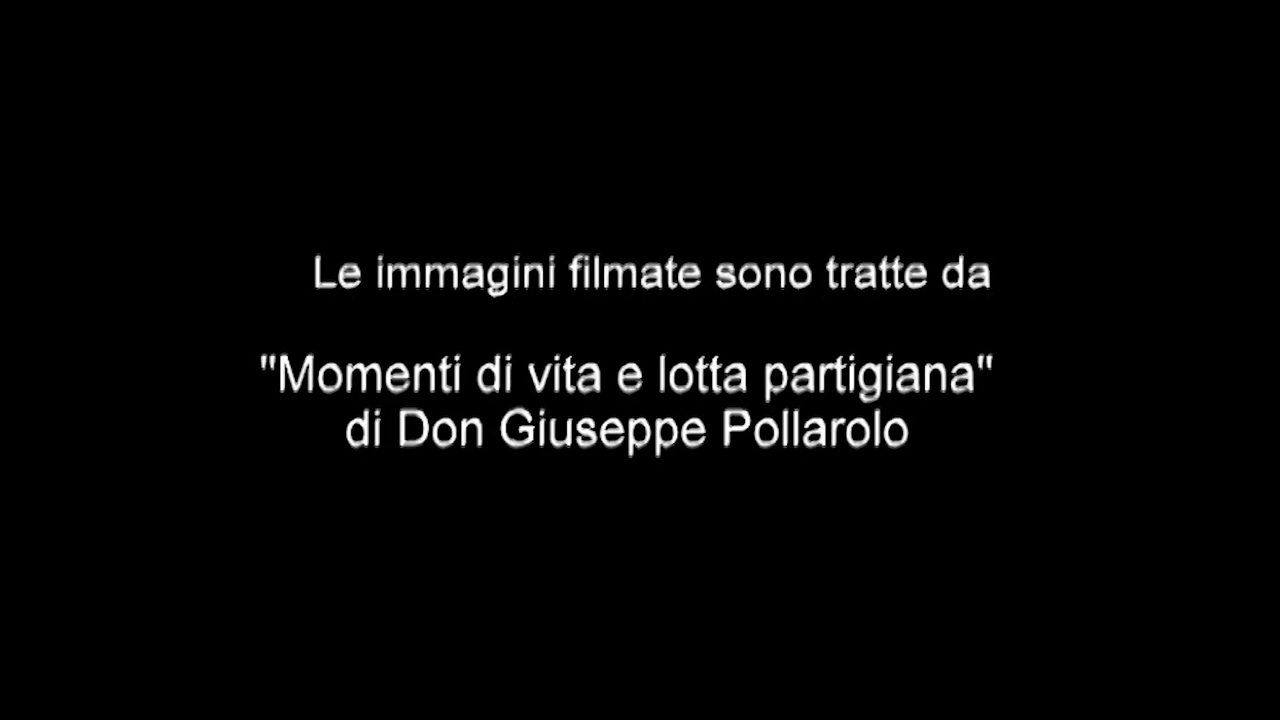 Le immagini filmate sono tratte da
"Momenti di vita e lotta partigiana"
di Don Giuseppe Pollarolo